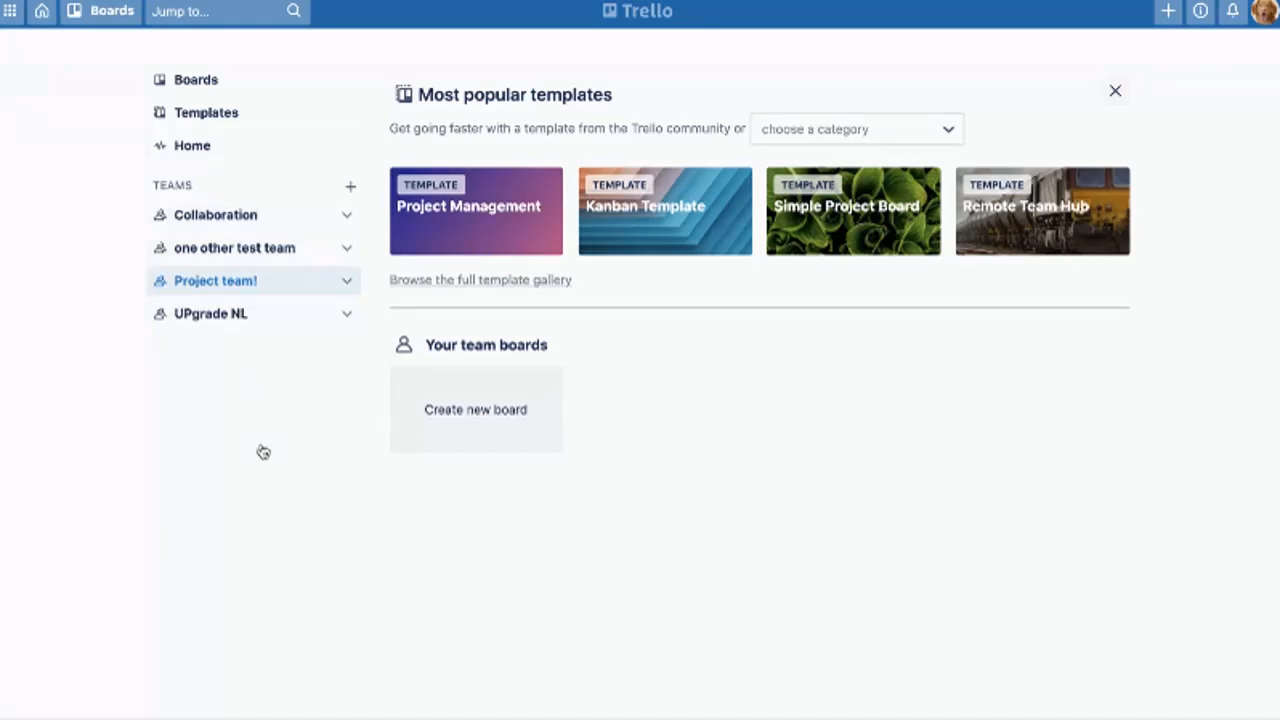 Boards
Jump to...
Trello
Boards
Templates
Home
TEAMS
Collaboration
one other test team
Project team!
UPgrade NL
Most popular templates
Get going faster with a template from the Trello community or
choose a category
TEMPLATE
Project Management
TEMPLATE
Kanban Template
TEMPLATE
Simple Project Board
TEMPLATE
Remote Team Hub
Browse the full template gallery
Your team boards
Create new board